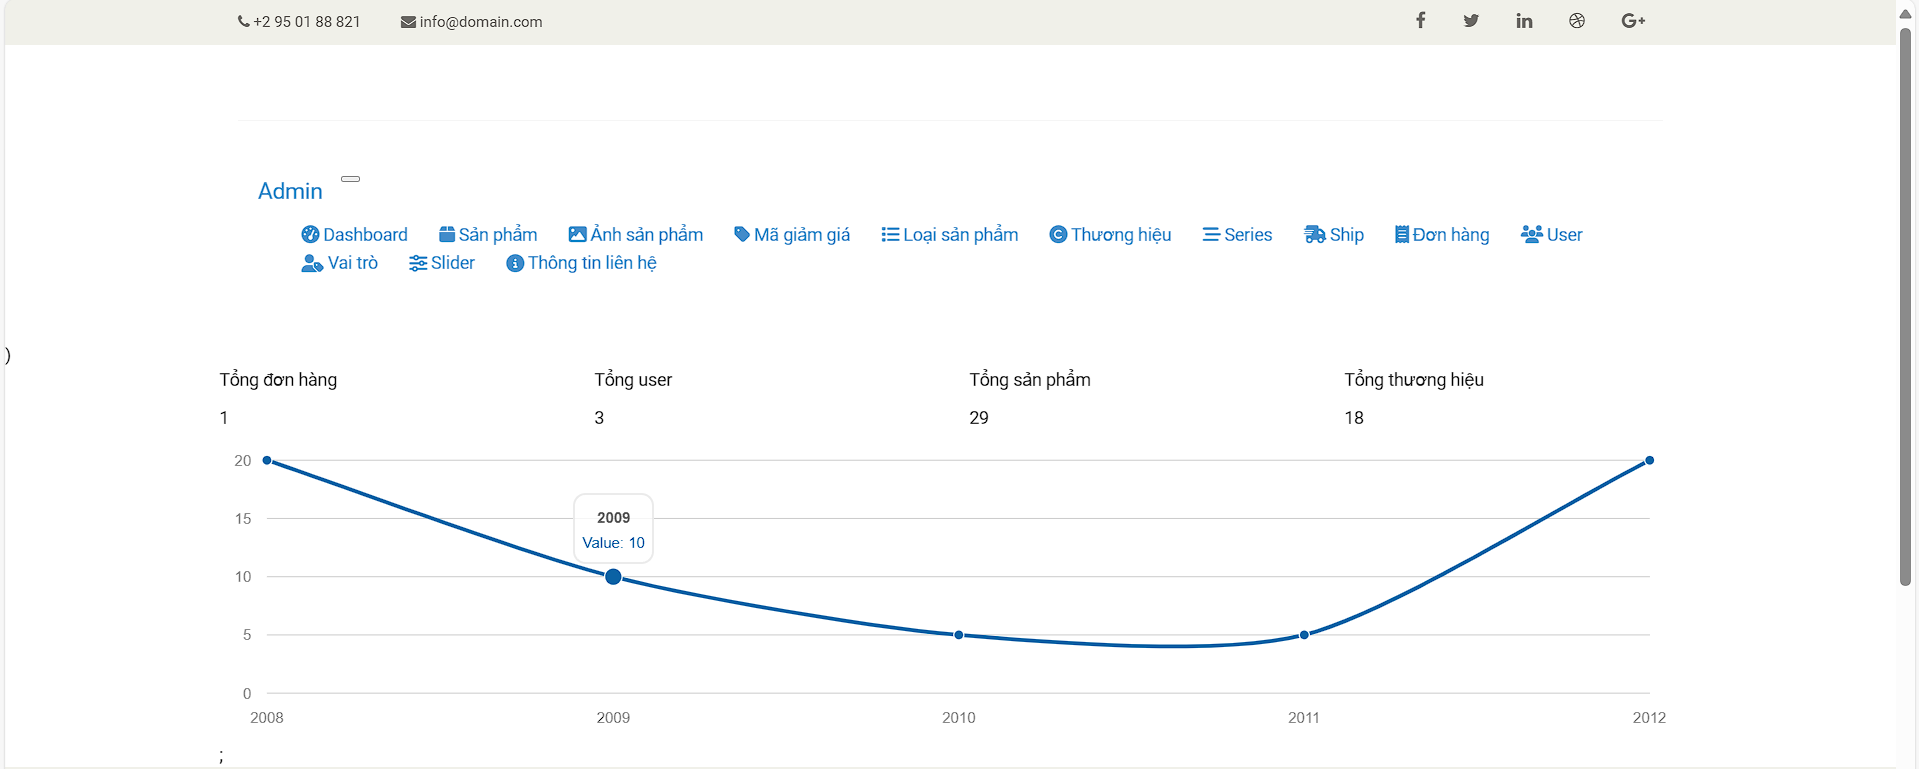 +2 95 01 88 821 info@domain.com
Admin
Dashboard Sản phẩm Ảnh sản phẩm Mã giảm giá Loại sản phẩm Thương hiệu Series Ship Đơn hàng User
Vai trò Slider Thông tin liên hệ
)
Tổng đơn hàng Tổng user Tổng sản phẩm Tổng thương hiệu
1 3 29 18
20
15
10
5
0
2009
Value: 10
2008 2009 2010 2011 2012
;